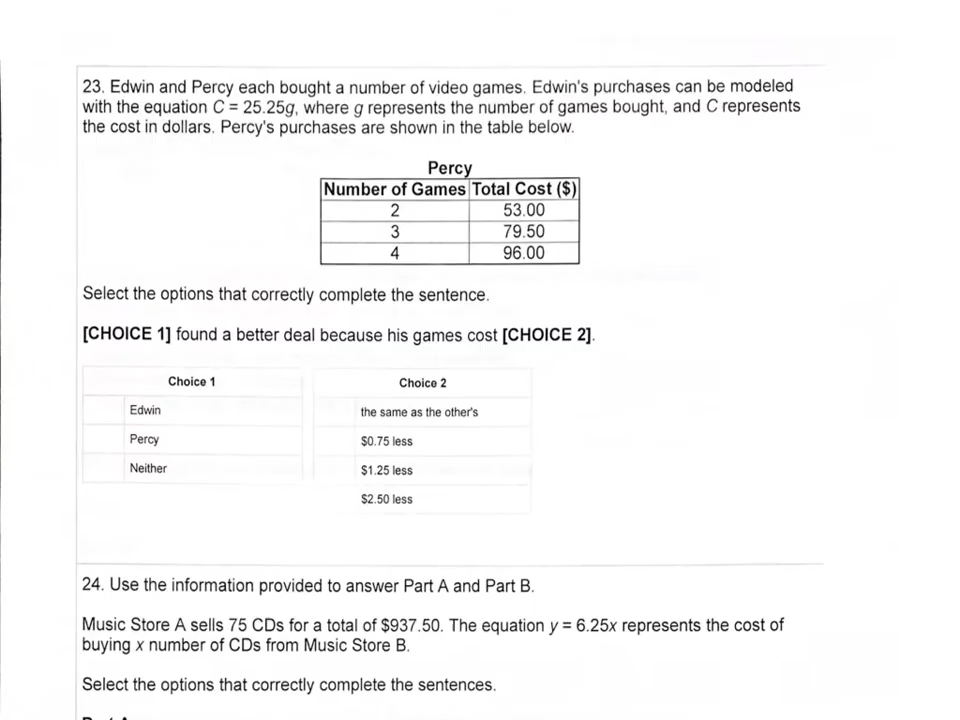 23. Edwin and Percy each bought a number of video games. Edwin's purchases can be modeled
with the equation C = 25.25g, where g represents the number of games bought, and C represents
the cost in dollars. Percy's purchases are shown in the table below.
Percy
Number of Games Total Cost ($)
2 53.00
3 79.50
4 96.00
Select the options that correctly complete the sentence.
[CHOICE 1] found a better deal because his games cost [CHOICE 2].
Choice 1 Choice 2
Edwin the same as the other's
Percy $0.75 less
Neither $1.25 less
$2.50 less
24. Use the information provided to answer Part A and Part B.
Music Store A sells 75 CDs for a total of $937.50. The equation y = 6.25x represents the cost of
buying x number of CDs from Music Store B.
Select the options that correctly complete the sentences.